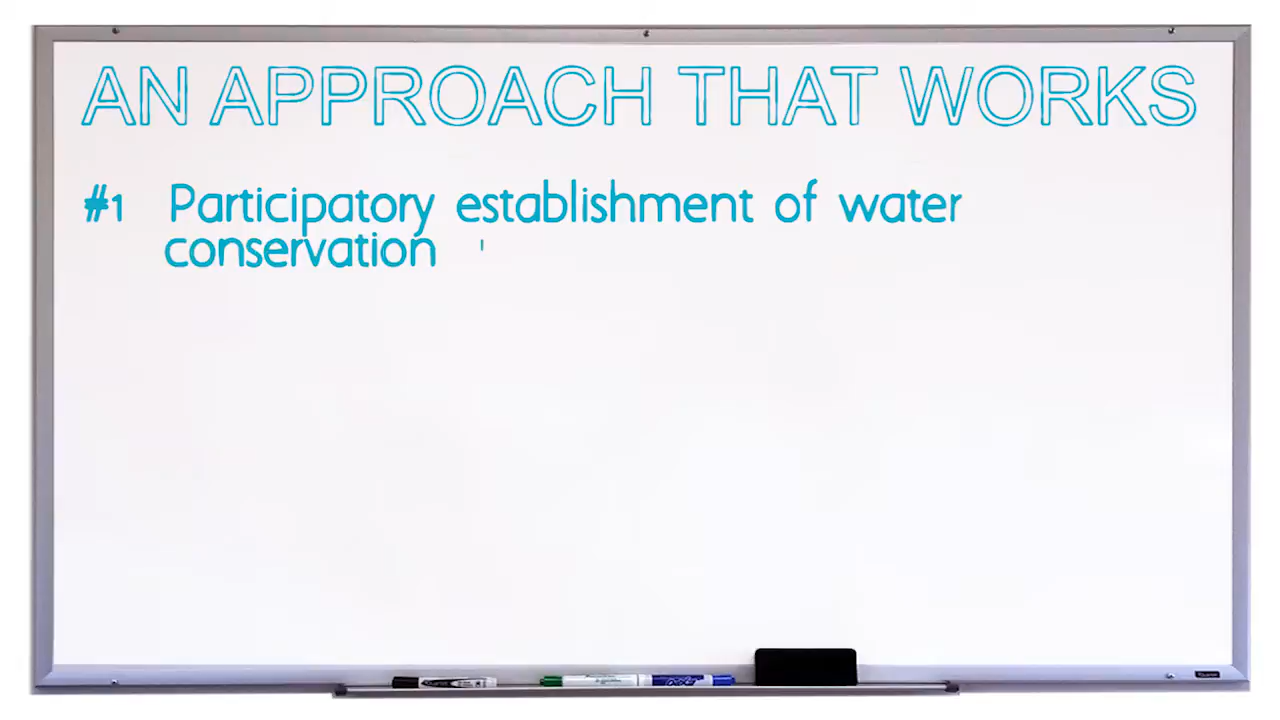 AN APPROACH THAT WORKS
#1 Participatory establishment of water
conservation